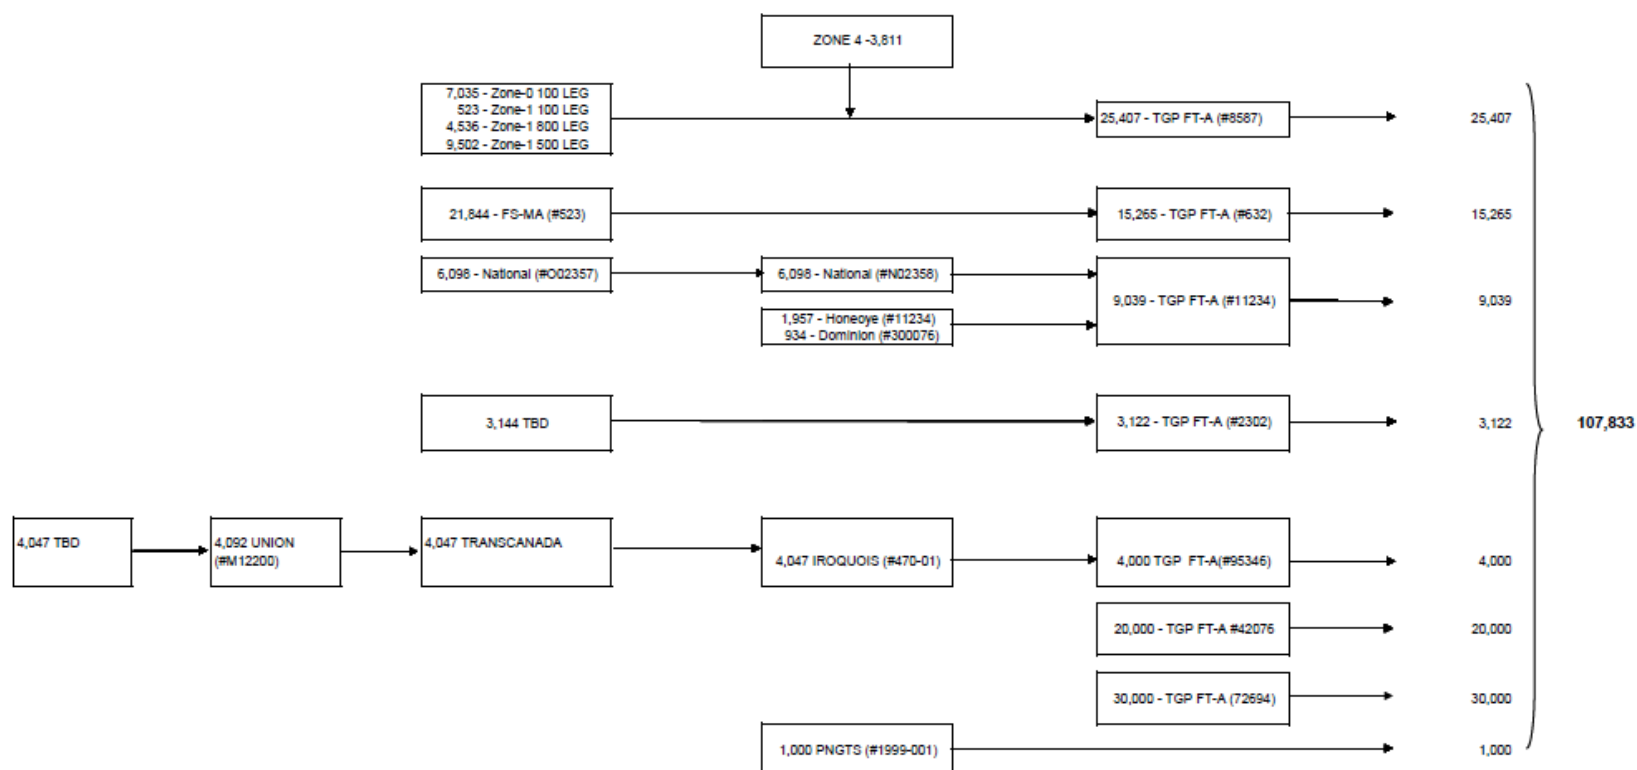 ZONE 4 -3,811
7,035 - Zone-0 100 LEG
523 - Zone-1 100 LEG
4,536 - Zone-1 800 LEG
9,502 - Zone-1 500 LEG
25,407 - TGP FT-A (#8587)
25,407
21,844 - FS-MA (#523)
15,265 - TGP FT-A (#632)
15,265
6,098 - National (#O02357)
6,098 - National (#N02358)
1,957 - Honeoye (#11234)
934 - Dominion (#300076)
9,039 - TGP FT-A (#11234)
9,039
3,144 TBD
3,122 - TGP FT-A (#2302)
3,122
107,833
4,047 TBD
4,092 UNION
(#M12200)
4,047 TRANSCANADA
4,047 IROQUOIS (#470-01)
4,000 TGP  FT-A(#95346)
4,000
20,000 - TGP FT-A #42076
20,000
30,000 - TGP FT-A (72694)
30,000
1,000 PNGTS (#1999-001)
1,000